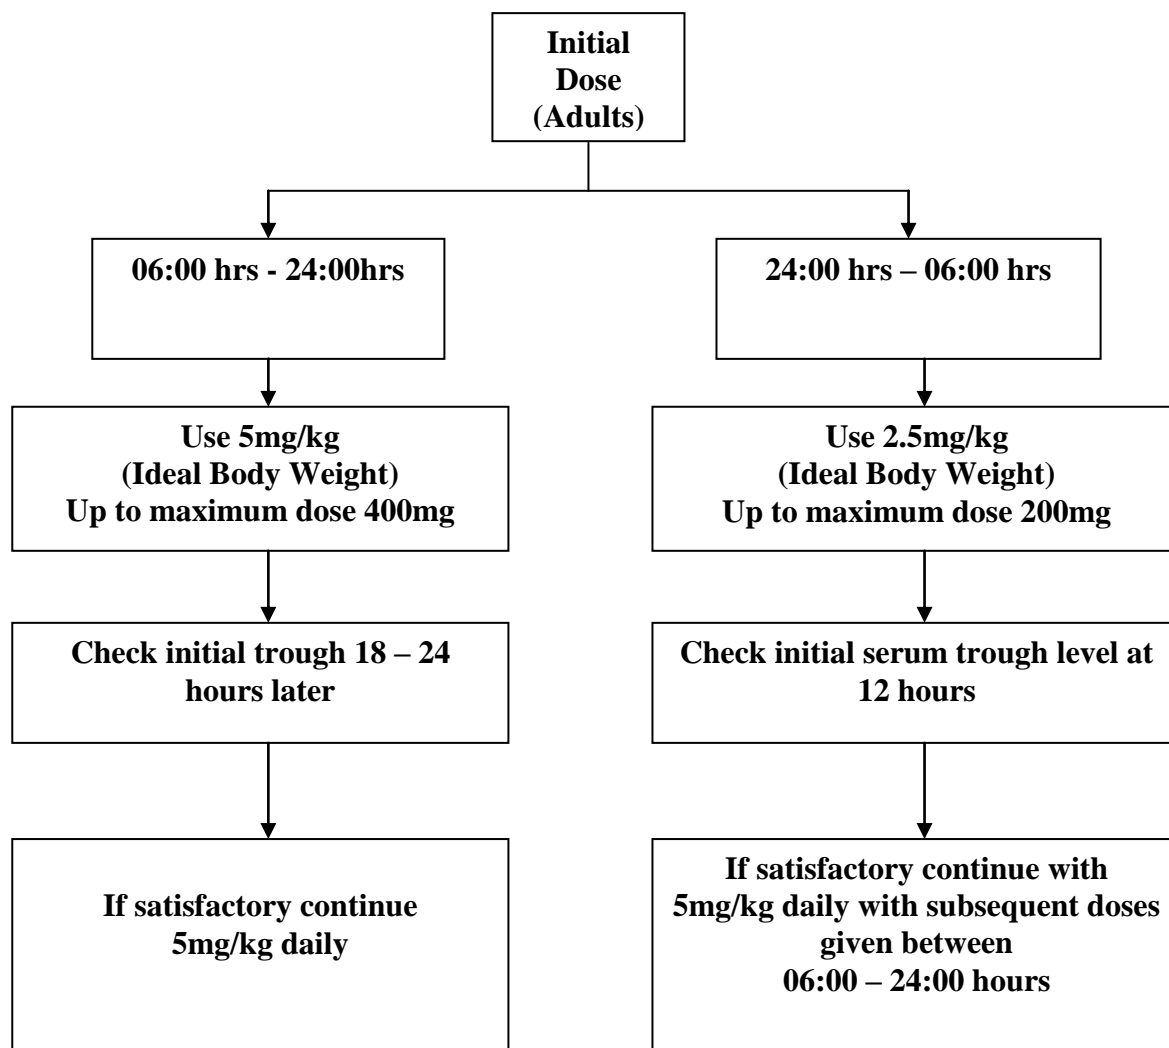 Initial
Dose
(Adults)
06:00 hrs - 24:00hrs
24:00 hrs – 06:00 hrs
Use 5mg/kg
(Ideal Body Weight)
Up to maximum dose 400mg
Use 2.5mg/kg
(Ideal Body Weight)
Up to maximum dose 200mg
Check initial trough 18 – 24
hours later
Check initial serum trough level at
12 hours
If satisfactory continue
5mg/kg daily
If satisfactory continue with
5mg/kg daily with subsequent doses
given between
06:00 – 24:00 hours